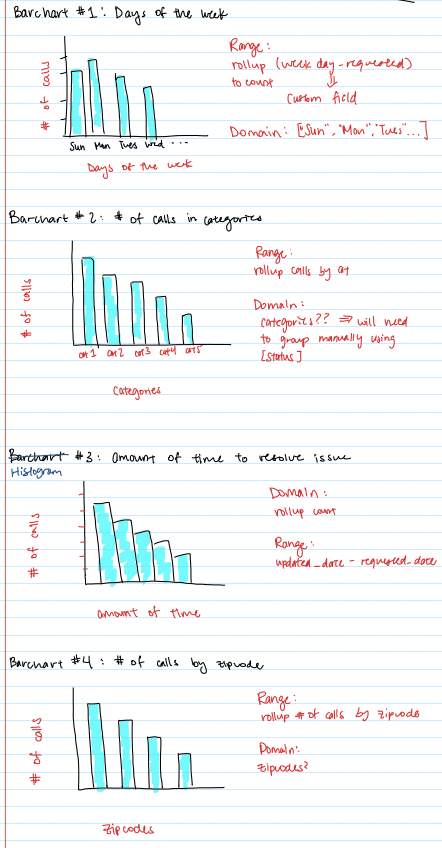 Barchart #1: Days of the week
# of calls
Sun Mon Tues Wed ...
Days of the week
Range:
rollup (week day-requested)
to count ⇓
custom field
Domain: ["Sun", "Mon", "Tues"...]
Barchart #2: # of calls in categories
# of calls
cat 1 cat 2 cat 3 cat 4 cat 5
categories
Range:
rollup calls by cat
Domain:
categories?? ⇒ will need
to group manually using
[status]
Barchart #3: Amount of time to resolve issue
Histogram
# of calls
amount of time
Domain:
rollup count
Range:
updated_date - requested_date
Barchart #4: # of calls by zipcode
# of calls
zipcodes
Range:
rollup # of calls by zipcode
Domain:
zipcodes?